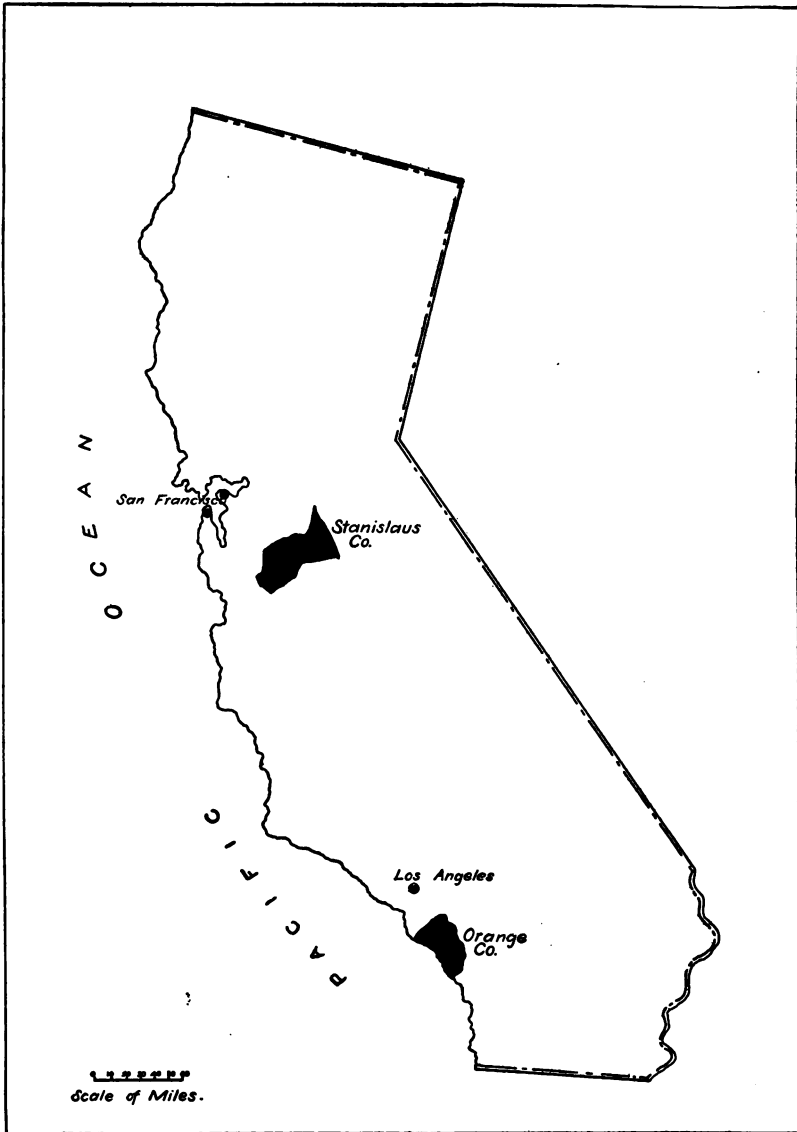 San Francisco
Stanislaus
Co.
OCEAN
PACIFIC
Los Angeles
Orange
Co.
Scale of Miles.